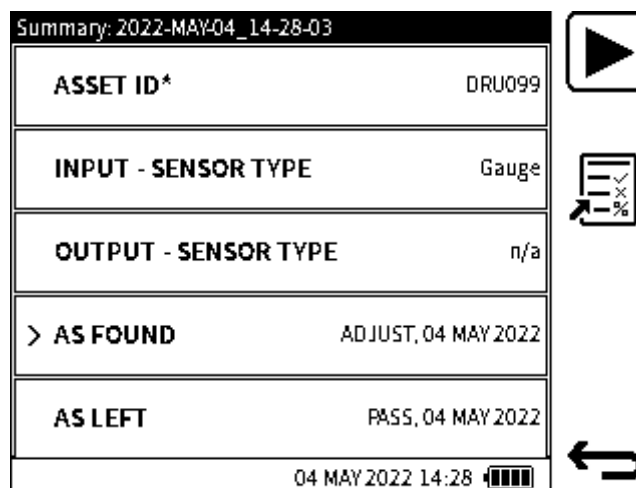 Summary: 2022-MAY-04_14-28-03
ASSET ID* DRU099
INPUT - SENSOR TYPE Gauge
OUTPUT - SENSOR TYPE n/a
> AS FOUND ADJUST, 04 MAY 2022
AS LEFT PASS, 04 MAY 2022
04 MAY 2022 14:28